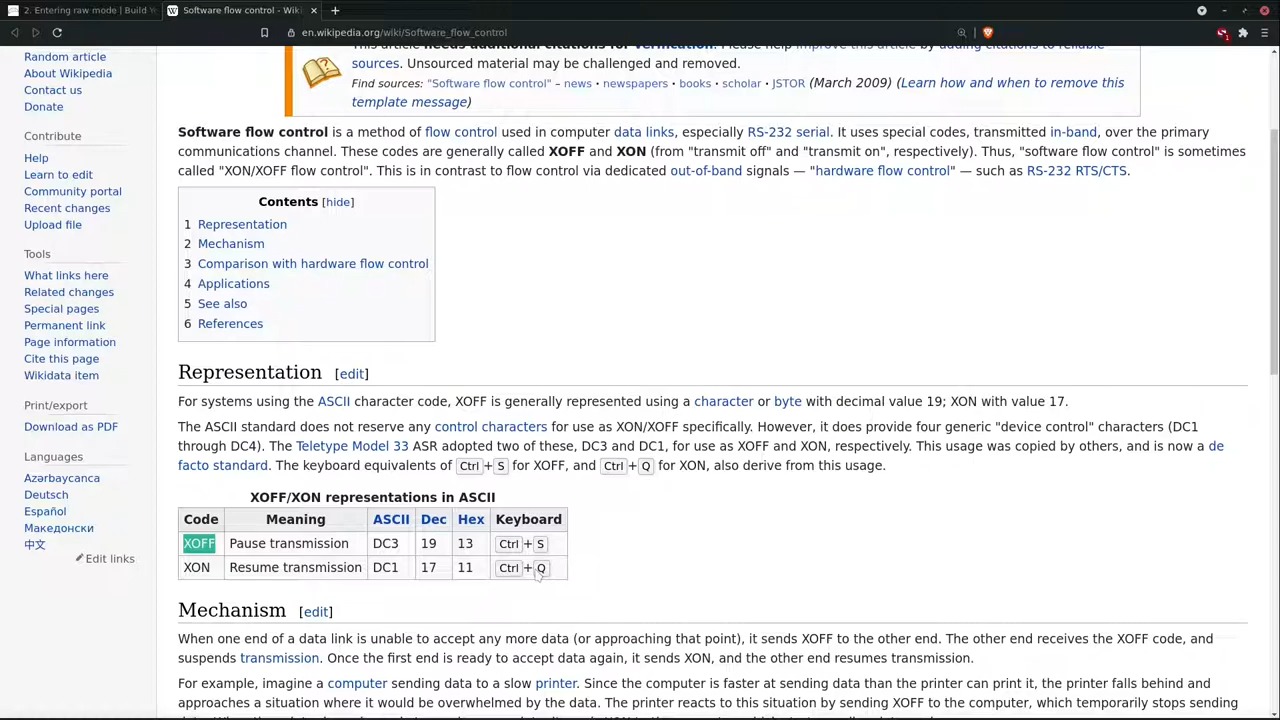 2. Entering raw mode | Build Y
Software flow control - Wiki
en.wikipedia.org/wiki/Software_flow_control
Random article
About Wikipedia
Contact us
Donate
Contribute
Help
Learn to edit
Community portal
Recent changes
Upload file
Tools
What links here
Related changes
Special pages
Permanent link
Page information
Cite this page
Wikidata item
Print/export
Download as PDF
Languages
Azərbaycanca
Deutsch
Español
Македонски
中文
Edit links
This article needs additional citations for verification. Please help improve this article by adding citations to reliable
sources. Unsourced material may be challenged and removed.
Find sources: "Software flow control" – news · newspapers · books · scholar · JSTOR (March 2009) (Learn how and when to remove this
template message)
Software flow control is a method of flow control used in computer data links, especially RS-232 serial. It uses special codes, transmitted in-band, over the primary
communications channel. These codes are generally called XOFF and XON (from "transmit off" and "transmit on", respectively). Thus, "software flow control" is sometimes
called "XON/XOFF flow control". This is in contrast to flow control via dedicated out-of-band signals — "hardware flow control" — such as RS-232 RTS/CTS.
Contents [hide]
1 Representation
2 Mechanism
3 Comparison with hardware flow control
4 Applications
5 See also
6 References
Representation [edit]
For systems using the ASCII character code, XOFF is generally represented using a character or byte with decimal value 19; XON with value 17.
The ASCII standard does not reserve any control characters for use as XON/XOFF specifically. However, it does provide four generic "device control" characters (DC1
through DC4). The Teletype Model 33 ASR adopted two of these, DC3 and DC1, for use as XOFF and XON, respectively. This usage was copied by others, and is now a de
facto standard. The keyboard equivalents of Ctrl+S for XOFF, and Ctrl+Q for XON, also derive from this usage.
XOFF/XON representations in ASCII
Code Meaning ASCII Dec Hex Keyboard
XOFF Pause transmission DC3 19 13 Ctrl+S
XON Resume transmission DC1 17 11 Ctrl+Q
Mechanism [edit]
When one end of a data link is unable to accept any more data (or approaching that point), it sends XOFF to the other end. The other end receives the XOFF code, and
suspends transmission. Once the first end is ready to accept data again, it sends XON, and the other end resumes transmission.
For example, imagine a computer sending data to a slow printer. Since the computer is faster at sending data than the printer can print it, the printer falls behind and
approaches a situation where it would be overwhelmed by the data. The printer reacts to this situation by sending XOFF to the computer, which temporarily stops sending